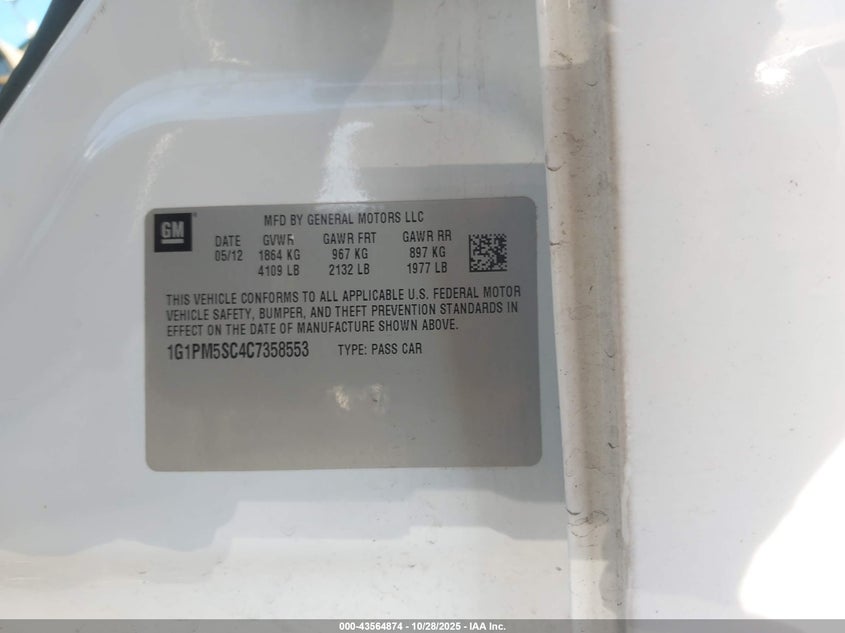 GM
MFD BY GENERAL MOTORS LLC
DATE GVWR GAWR FRT GAWR RR
05/12 1864 KG 967 KG 897 KG
4109 LB 2132 LB 1977 LB
THIS VEHICLE CONFORMS TO ALL APPLICABLE U.S. FEDERAL MOTOR
VEHICLE SAFETY, BUMPER, AND THEFT PREVENTION STANDARDS IN
EFFECT ON THE DATE OF MANUFACTURE SHOWN ABOVE.
1G1PM5SC4C7358553 TYPE: PASS CAR
000-43564874 | 10/28/2025 - IAA Inc.